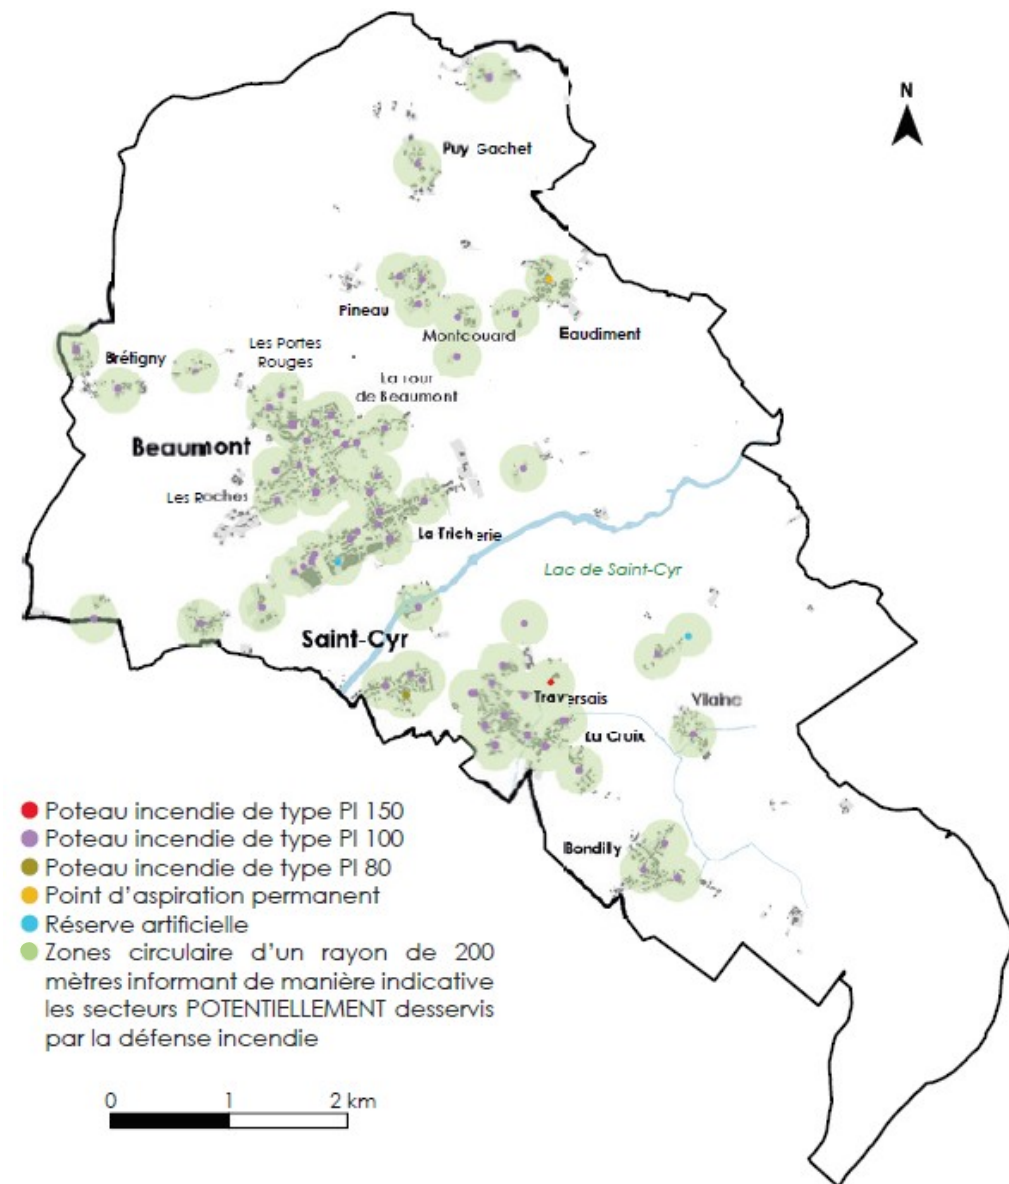 N
Puy Gachet
Pineau
Montcouard
Eaudiment
Brétigny
Les Portes
Rouges
La Tour
de Beaumont
Beaumont
Les Roches
La Tricherie
Lac de Saint-Cyr
Saint-Cyr
Traversais
Vilaine
La Croix
Bondilly
Poteau incendie de type PI 150
Poteau incendie de type PI 100
Poteau incendie de type PI 80
Point d'aspiration permanent
Réserve artificielle
Zones circulaire d'un rayon de 200
mètres informant de manière indicative
les secteurs POTENTIELLEMENT desservis
par la défense incendie
0 1 2 km